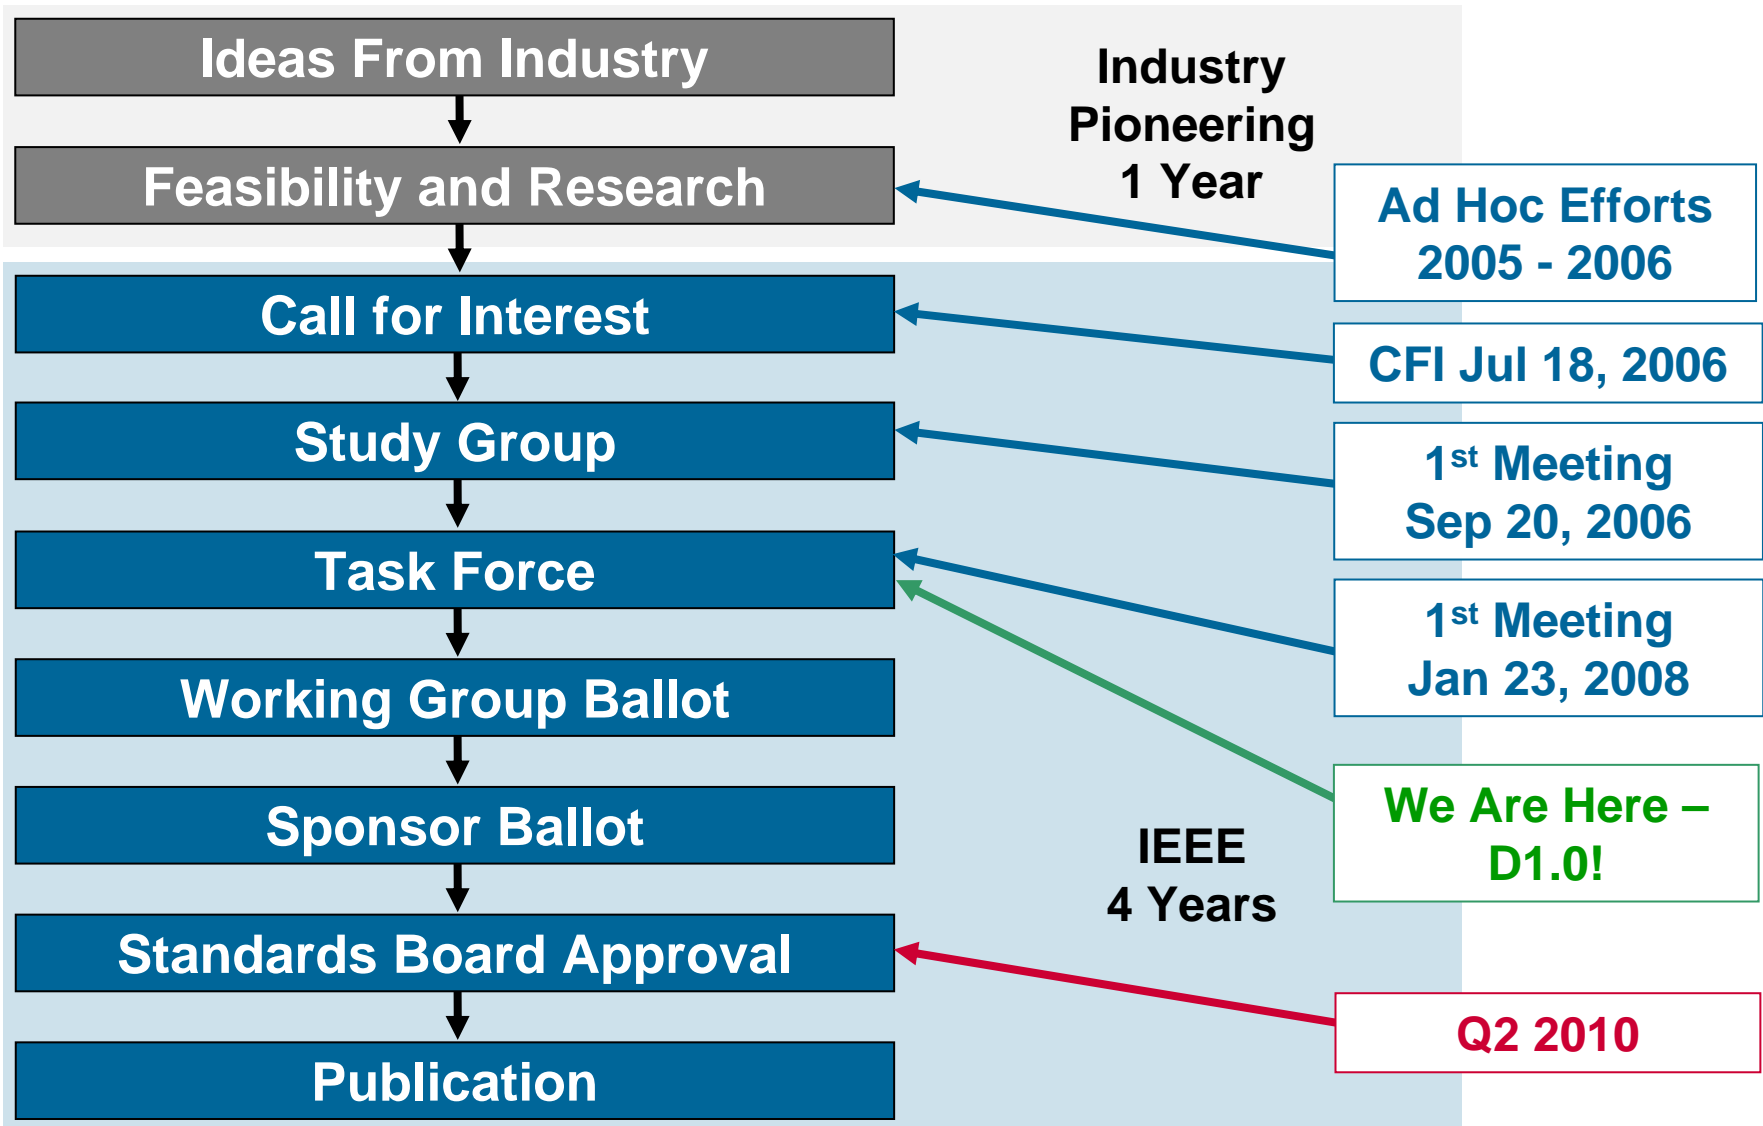 Ideas From Industry
Feasibility and Research
Industry
Pioneering
1 Year
Ad Hoc Efforts
2005 - 2006
Call for Interest
CFI Jul 18, 2006
Study Group
1st Meeting
Sep 20, 2006
Task Force
1st Meeting
Jan 23, 2008
Working Group Ballot
We Are Here –
D1.0!
Sponsor Ballot
IEEE
4 Years
Standards Board Approval
Q2 2010
Publication